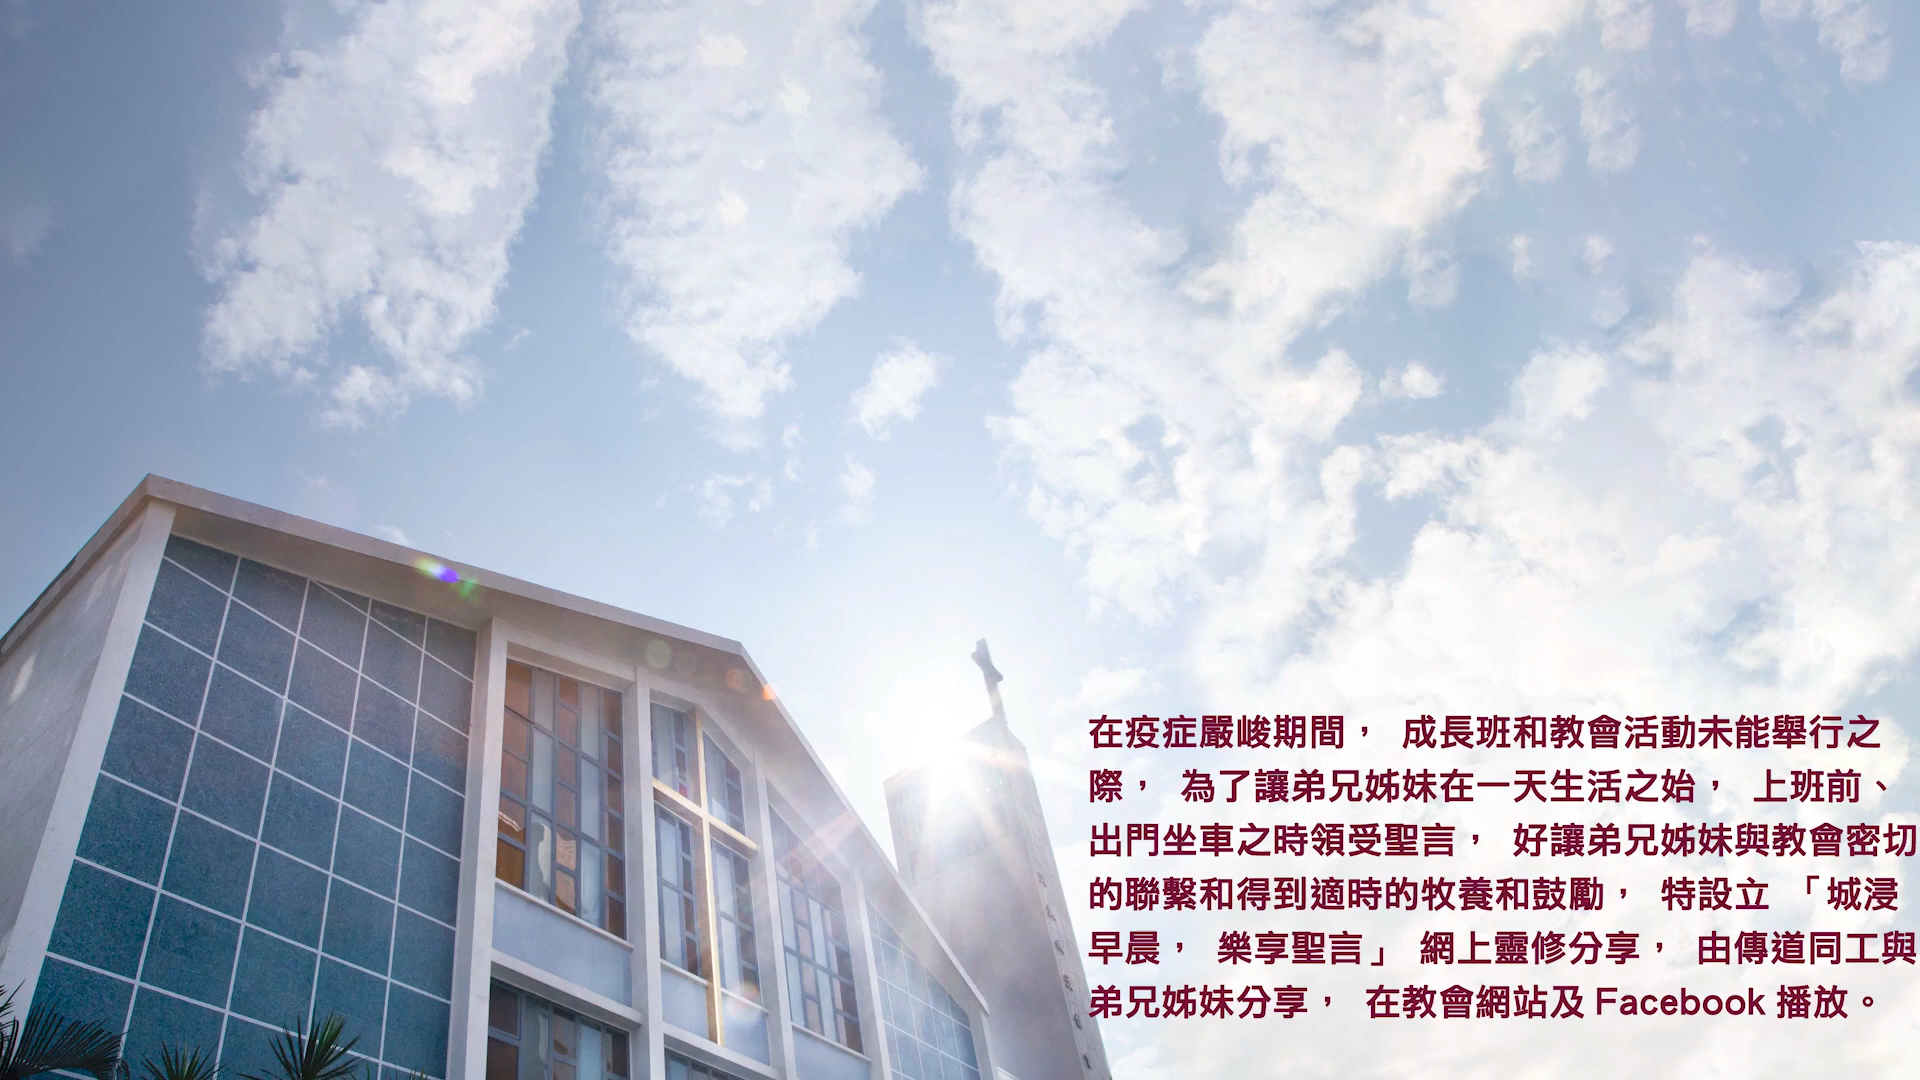 在疫症嚴峻期間， 成長班和教會活動未能舉行之
際， 為了讓弟兄姊妹在一天生活之始， 上班前、
出門坐車之時領受聖言， 好讓弟兄姊妹與教會密切
的聯繫和得到適時的牧養和鼓勵， 特設立 「城浸
早晨， 樂享聖言」 網上靈修分享， 由傳道同工與
弟兄姊妹分享， 在教會網站及 Facebook 播放。